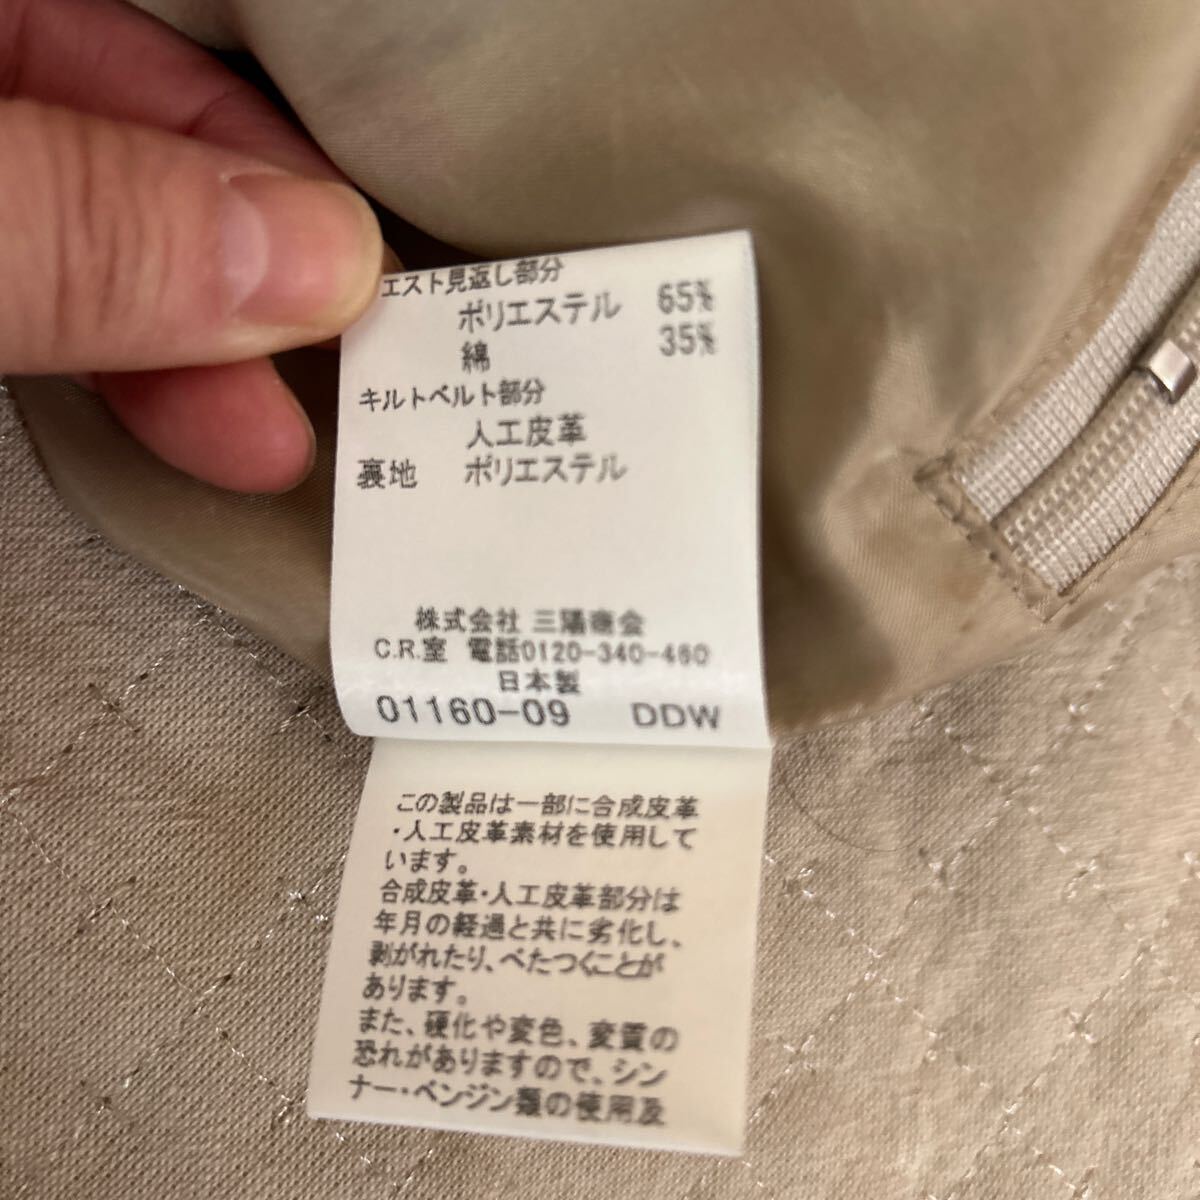 エスト見返し部分
ポリエステル 65%
綿 35%
キルトベルト部分
人工皮革
裏地 ポリエステル
株式会社 三陽商会
C.R.室 電話0120-340-460
日本製
01160-09 DDW
この製品は一部に合成皮革
・人工皮革素材を使用して
います。
合成皮革・人工皮革部分は
年月の経過と共に劣化し、
剥がれたり、べたつくことが
あります。
また、硬化や変色、変質の
恐れがありますので、シン
ナー・ベンジン類の使用及